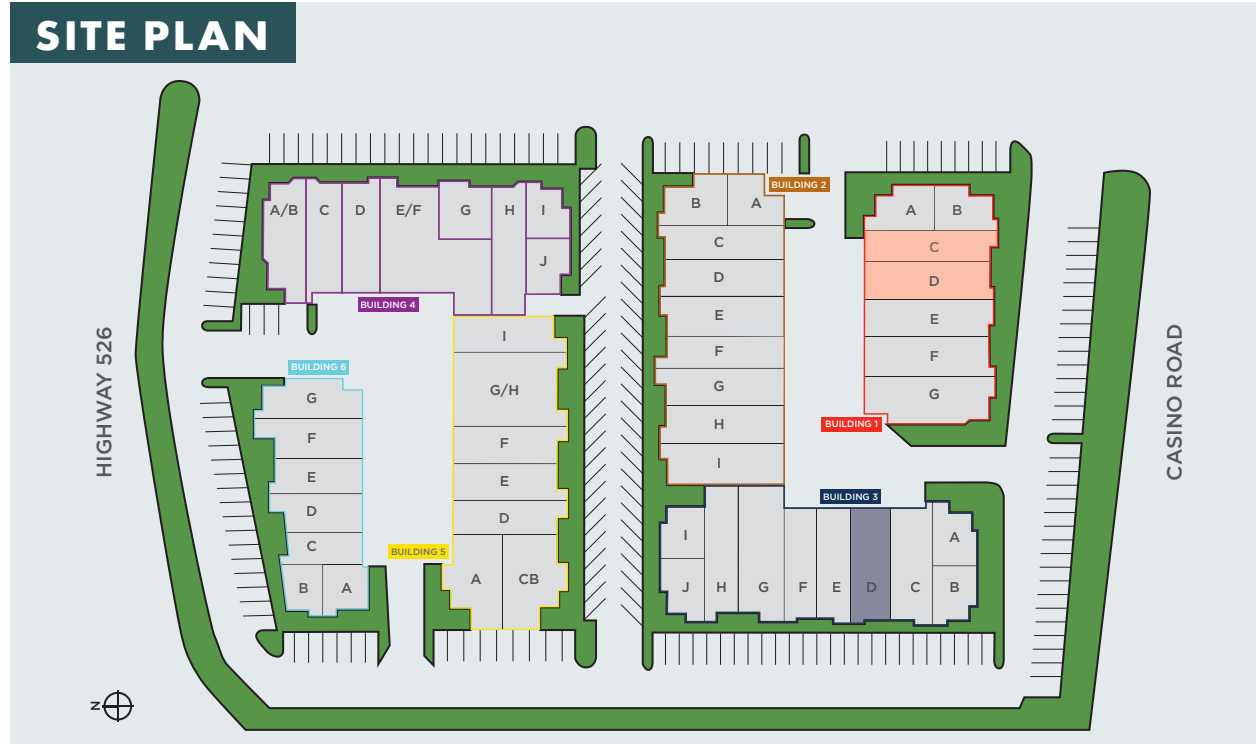 SITE PLAN
HIGHWAY 526
CASINO ROAD
N
BUILDING 4
A/B
C
D
E/F
G
H
I
J
BUILDING 6
G
F
E
D
C
B
A
BUILDING 5
I
G/H
F
E
D
A
CB
BUILDING 2
B
A
C
D
E
F
G
H
I
BUILDING 1
A
B
C
D
E
F
G
BUILDING 3
I
J
H
G
F
E
D
C
A
B